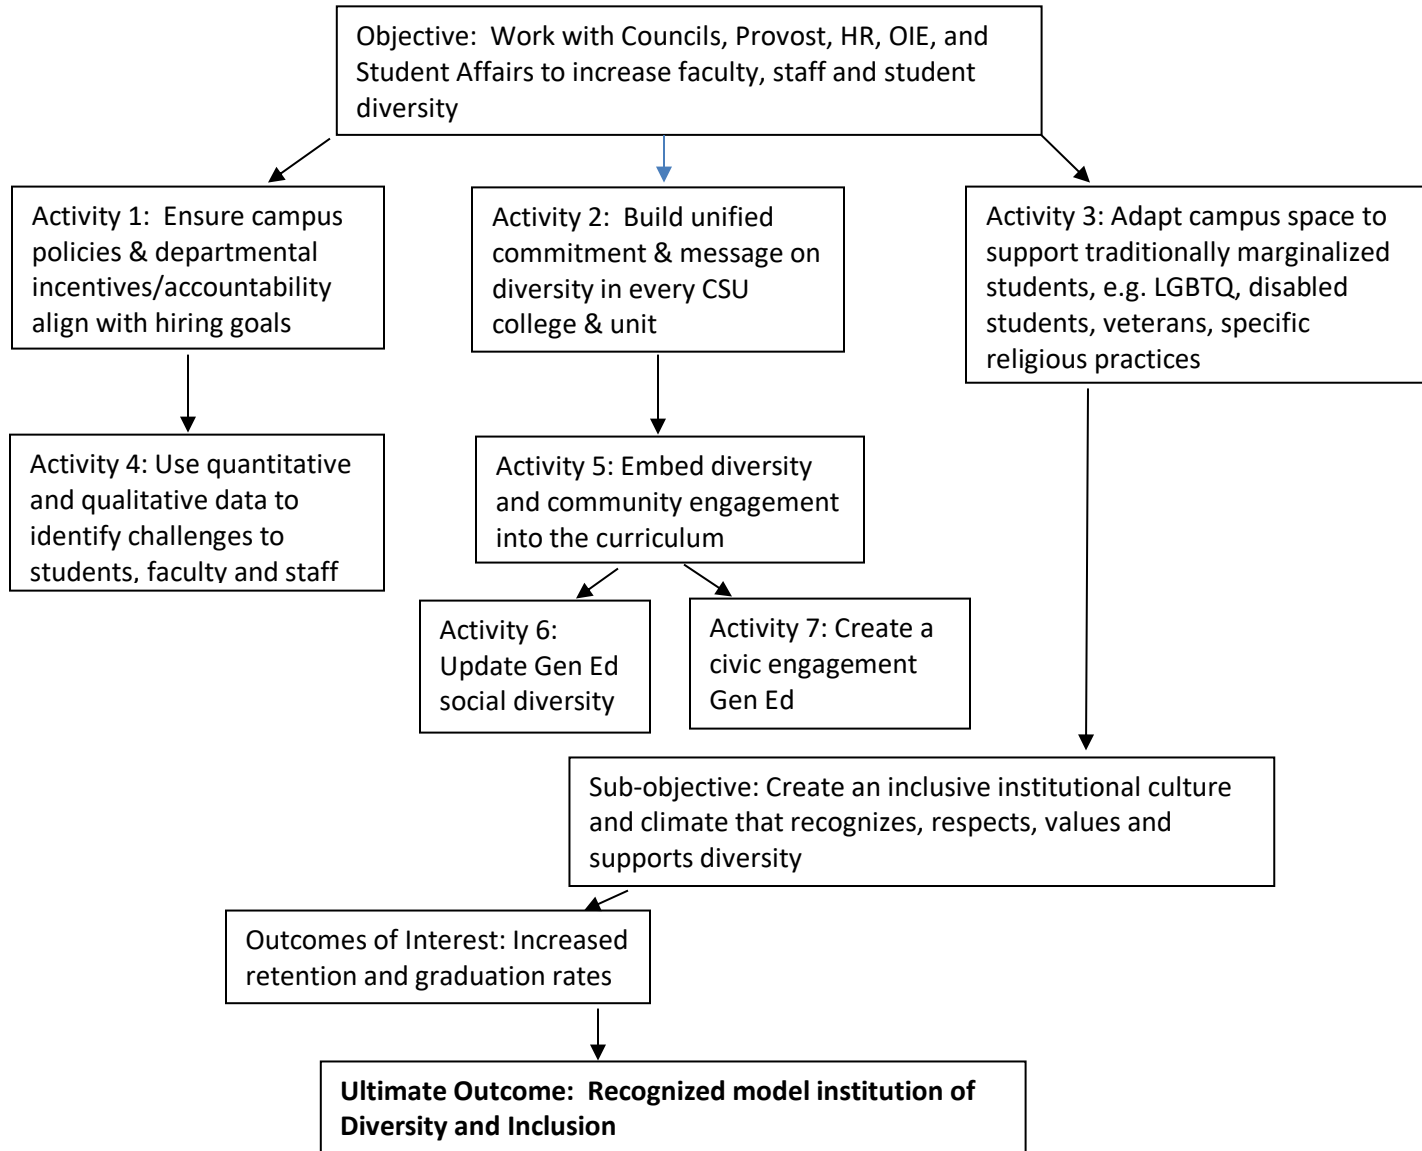 Objective:  Work with Councils, Provost, HR, OIE, and
Student Affairs to increase faculty, staff and student
diversity
Activity 1:  Ensure campus
policies & departmental
incentives/accountability
align with hiring goals
Activity 2:  Build unified
commitment & message on
diversity in every CSU
college & unit
Activity 3: Adapt campus space to
support traditionally marginalized
students, e.g. LGBTQ, disabled
students, veterans, specific
religious practices
Activity 4: Use quantitative
and qualitative data to
identify challenges to
students, faculty and staff
Activity 5: Embed diversity
and community engagement
into the curriculum
Activity 6:
Update Gen Ed
social diversity
Activity 7: Create a
civic engagement
Gen Ed
Sub-objective: Create an inclusive institutional culture
and climate that recognizes, respects, values and
supports diversity
Outcomes of Interest: Increased
retention and graduation rates
Ultimate Outcome:  Recognized model institution of
Diversity and Inclusion